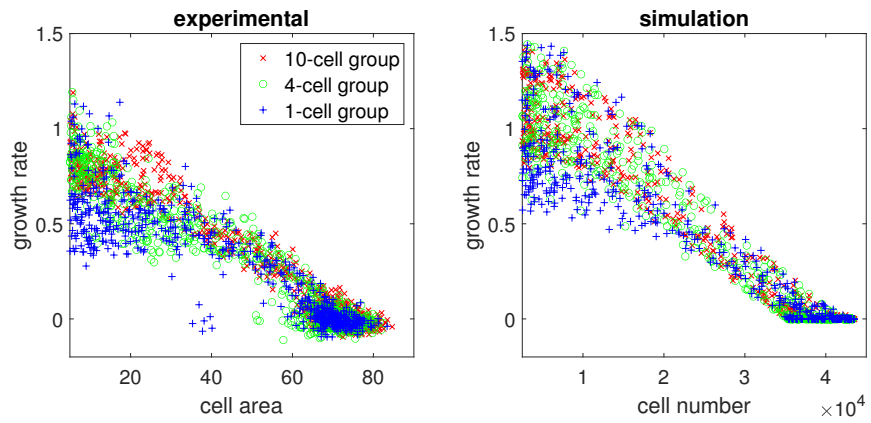 experimental
1.5
1
0.5
0
growth rate
10-cell group
4-cell group
1-cell group
20
40
60
80
cell area
simulation
1.5
1
0.5
0
growth rate
1
2
3
4
×10⁴
cell number